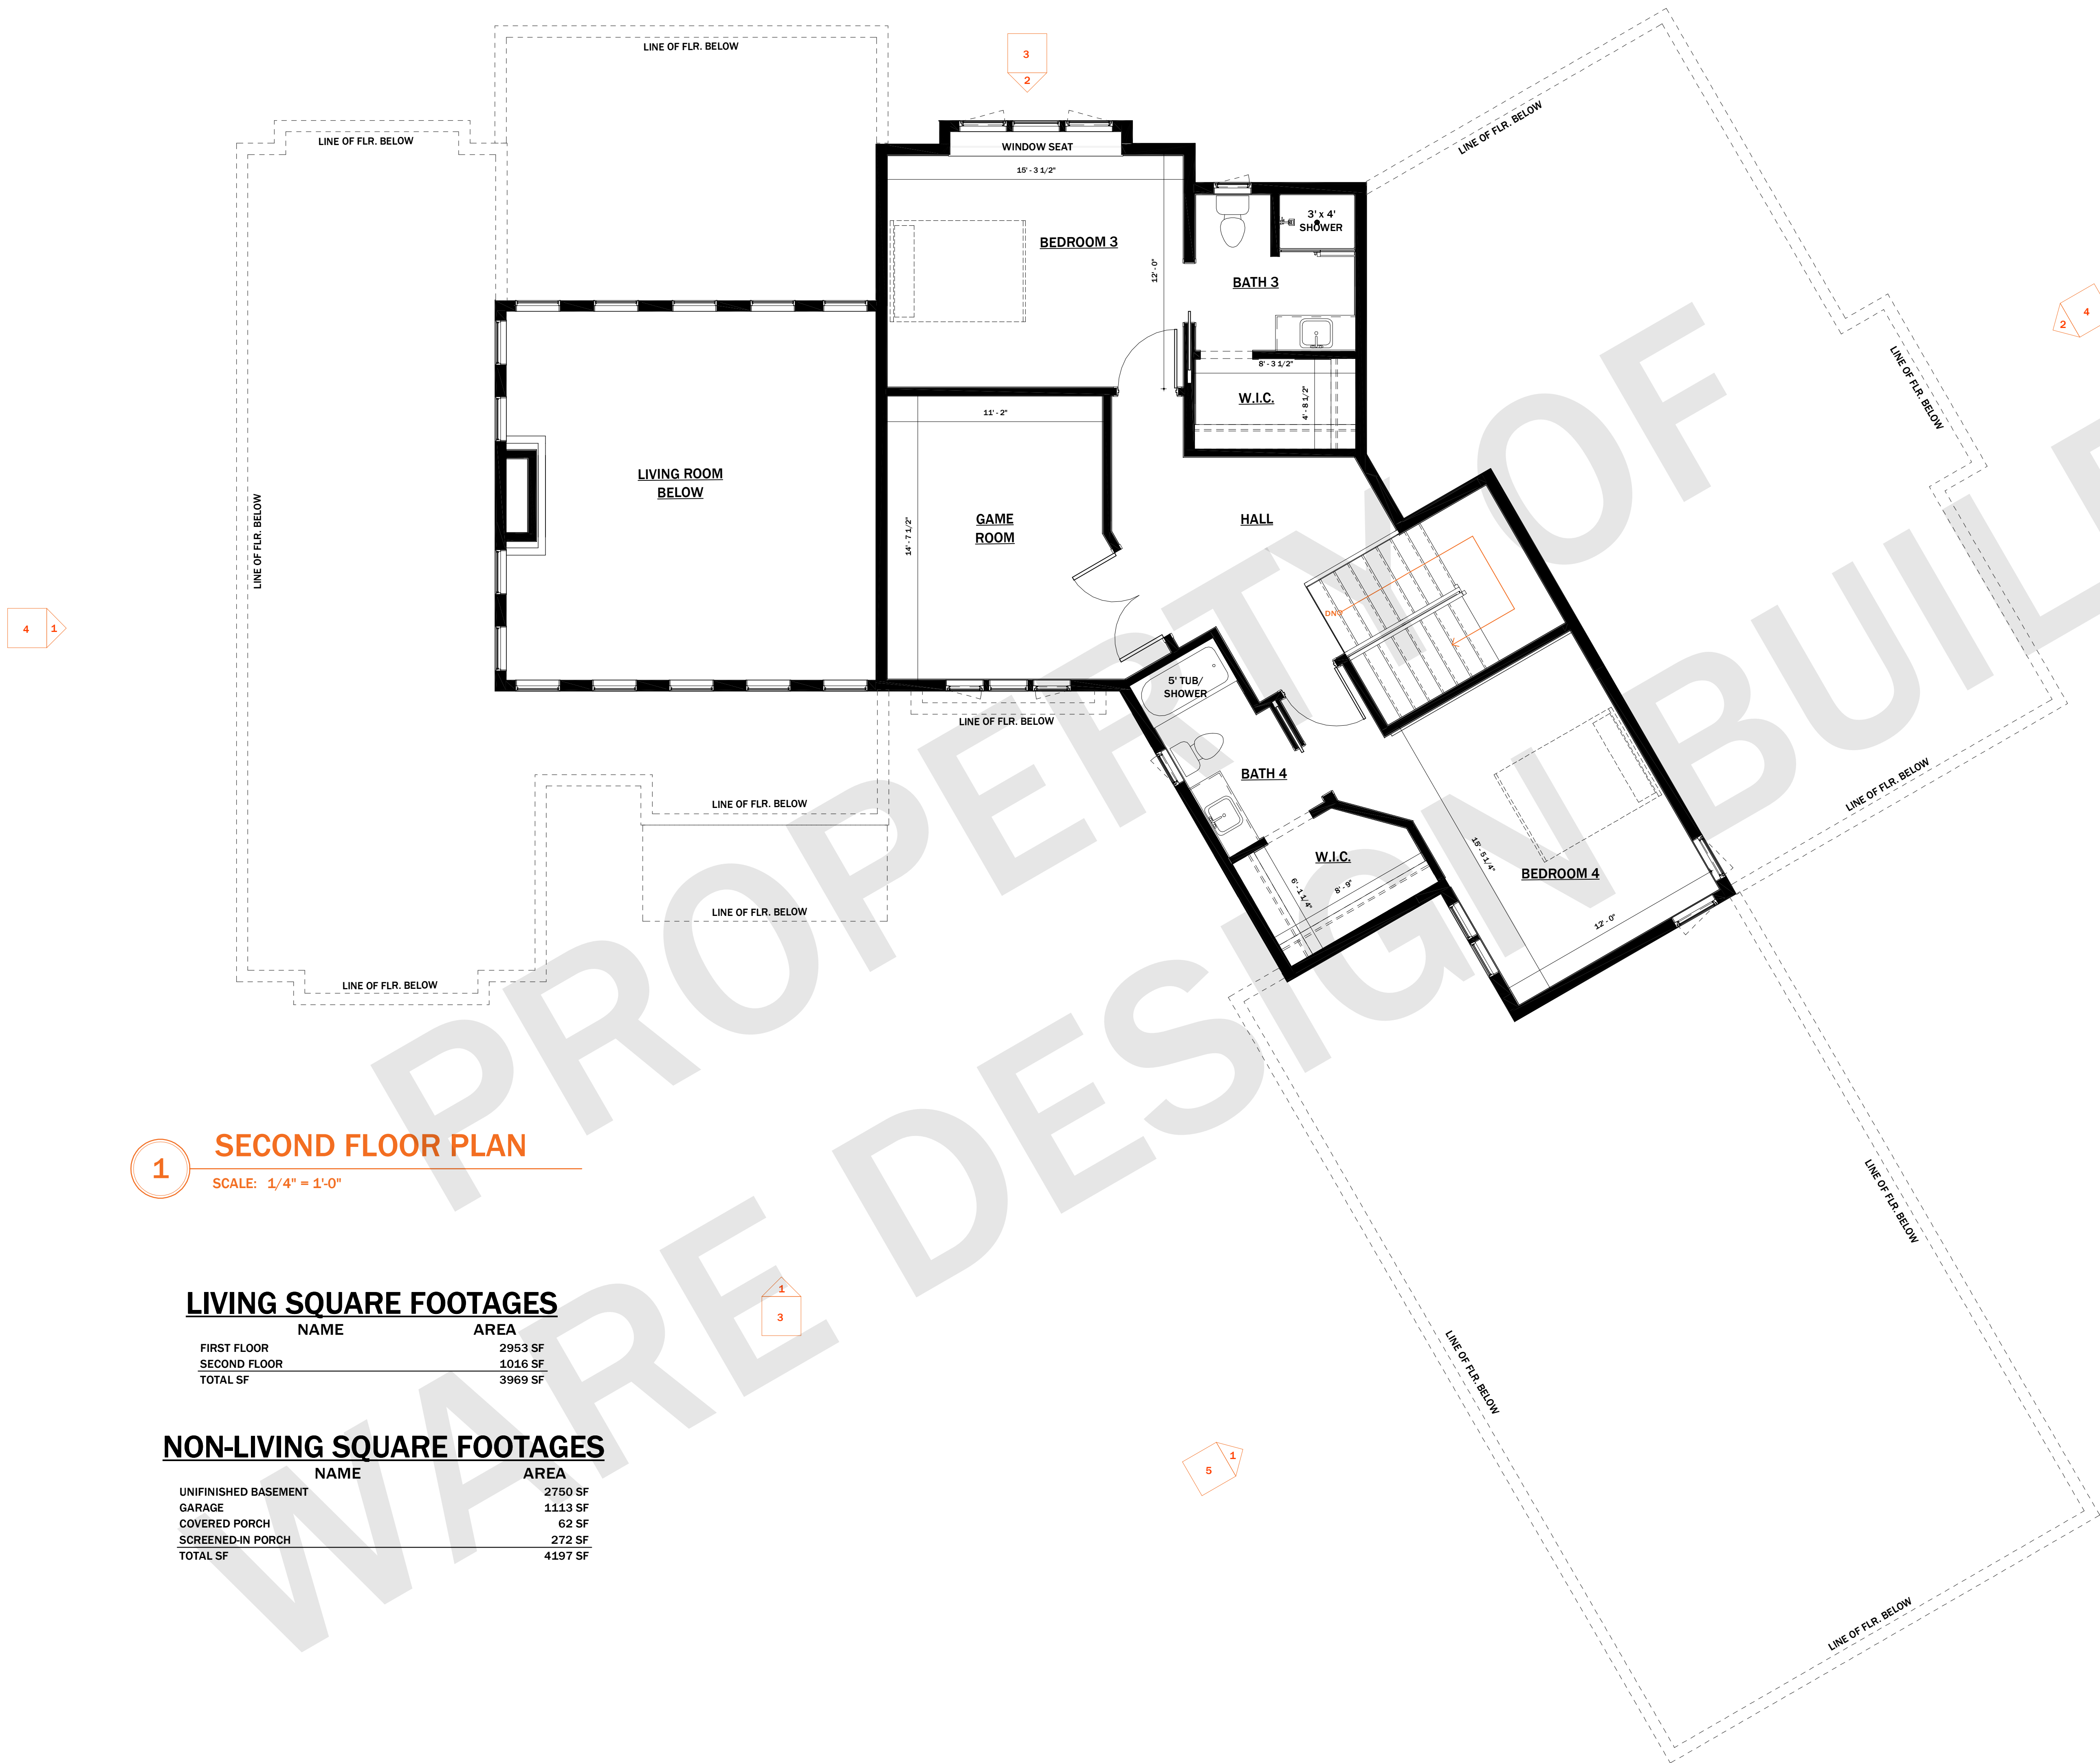 LINE OF FLR. BELOW
3
2
LINE OF FLR. BELOW
LINE OF FLR. BELOW
WINDOW SEAT
15' - 3 1/2"
3' x 4'
SHOWER
BEDROOM 3
12' - 0"
BATH 3
2
4
LINE OF FLR. BELOW
8' - 3 1/2"
W.I.C.
4' - 8 1/2"
11' - 2"
LIVING ROOM
BELOW
LINE OF FLR. BELOW
14' - 7 1/2"
GAME
ROOM
HALL
DN
4
1
5' TUB/
SHOWER
LINE OF FLR. BELOW
BATH 4
LINE OF FLR. BELOW
LINE OF FLR. BELOW
W.I.C.
6' - 1 1/4"
8' - 9"
15' - 5 1/4"
BEDROOM 4
12' - 0"
LINE OF FLR. BELOW
LINE OF FLR. BELOW
PROPERTY OF
WARE DESIGN BUIL
1
SECOND FLOOR PLAN
SCALE: 1/4" = 1'-0"
LINE OF FLR. BELOW
LIVING SQUARE FOOTAGES
NAME AREA
FIRST FLOOR 2953 SF
SECOND FLOOR 1016 SF
TOTAL SF 3969 SF
1
3
LINE OF FLR. BELOW
NON-LIVING SQUARE FOOTAGES
NAME AREA
UNIFINISHED BASEMENT 2750 SF
GARAGE 1113 SF
COVERED PORCH 62 SF
SCREENED-IN PORCH 272 SF
TOTAL SF 4197 SF
5
1
LINE OF FLR. BELOW